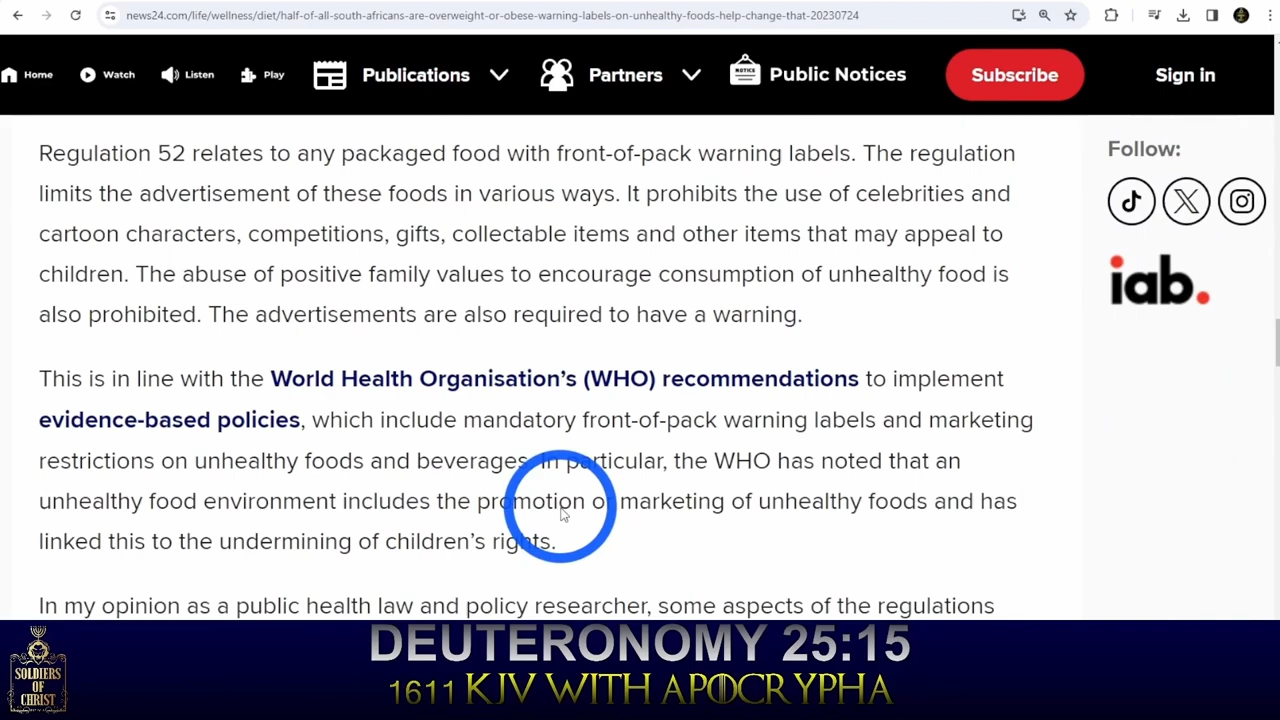 news24.com/life/wellness/diet/half-of-all-south-africans-are-overweight-or-obese-warning-labels-on-unhealthy-foods-help-change-that-20230724
Home Watch Listen Play Publications Partners NOTICE Public Notices Subscribe Sign in
Regulation 52 relates to any packaged food with front-of-pack warning labels. The regulation
limits the advertisement of these foods in various ways. It prohibits the use of celebrities and
cartoon characters, competitions, gifts, collectable items and other items that may appeal to
children. The abuse of positive family values to encourage consumption of unhealthy food is
also prohibited. The advertisements are also required to have a warning.
This is in line with the World Health Organisation’s (WHO) recommendations to implement
evidence-based policies, which include mandatory front-of-pack warning labels and marketing
restrictions on unhealthy foods and beverages. In particular, the WHO has noted that an
unhealthy food environment includes the promotion or marketing of unhealthy foods and has
linked this to the undermining of children’s rights.
In my opinion as a public health law and policy researcher, some aspects of the regulations
Follow:
iab.
DEUTERONOMY 25:15
1611 KJV WITH APOCRYPHA
SOLDIERS
OF
CHRIST